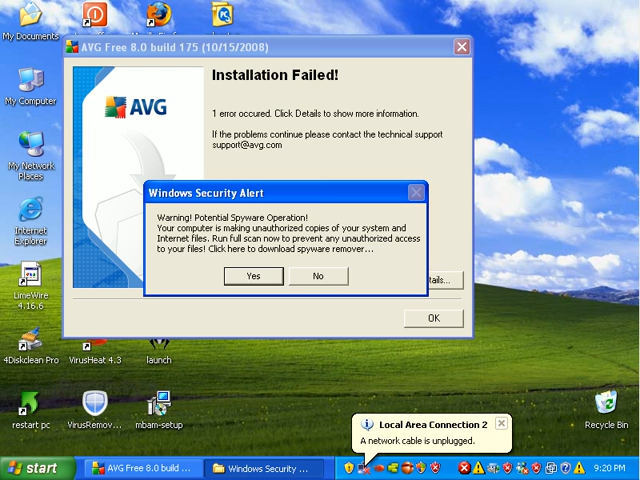 My Documents
AVG Free 8.0 build 175 (10/15/2008)
Installation Failed!
AVG
1 error occured. Click Details to show more information.
If the problems continue please contact the technical support
support@avg.com
My Computer
My Network
Places
Internet
Explorer
LimeWire
4.16.6
Windows Security Alert
Warning! Potential Spyware Operation!
Your computer is making unauthorized copies of your system and
Internet files. Run full scan now to prevent any unauthorized access
to your files! Click here to download spyware remover...
Yes
No
tails...
OK
4Diskclean Pro
VirusHeat 4.3
launch
restart pc
VirusRemov...
mbam-setup
Recycle Bin
Local Area Connection 2
A network cable is unplugged.
start
AVG Free 8.0 build ...
Windows Security ...
9:20 PM